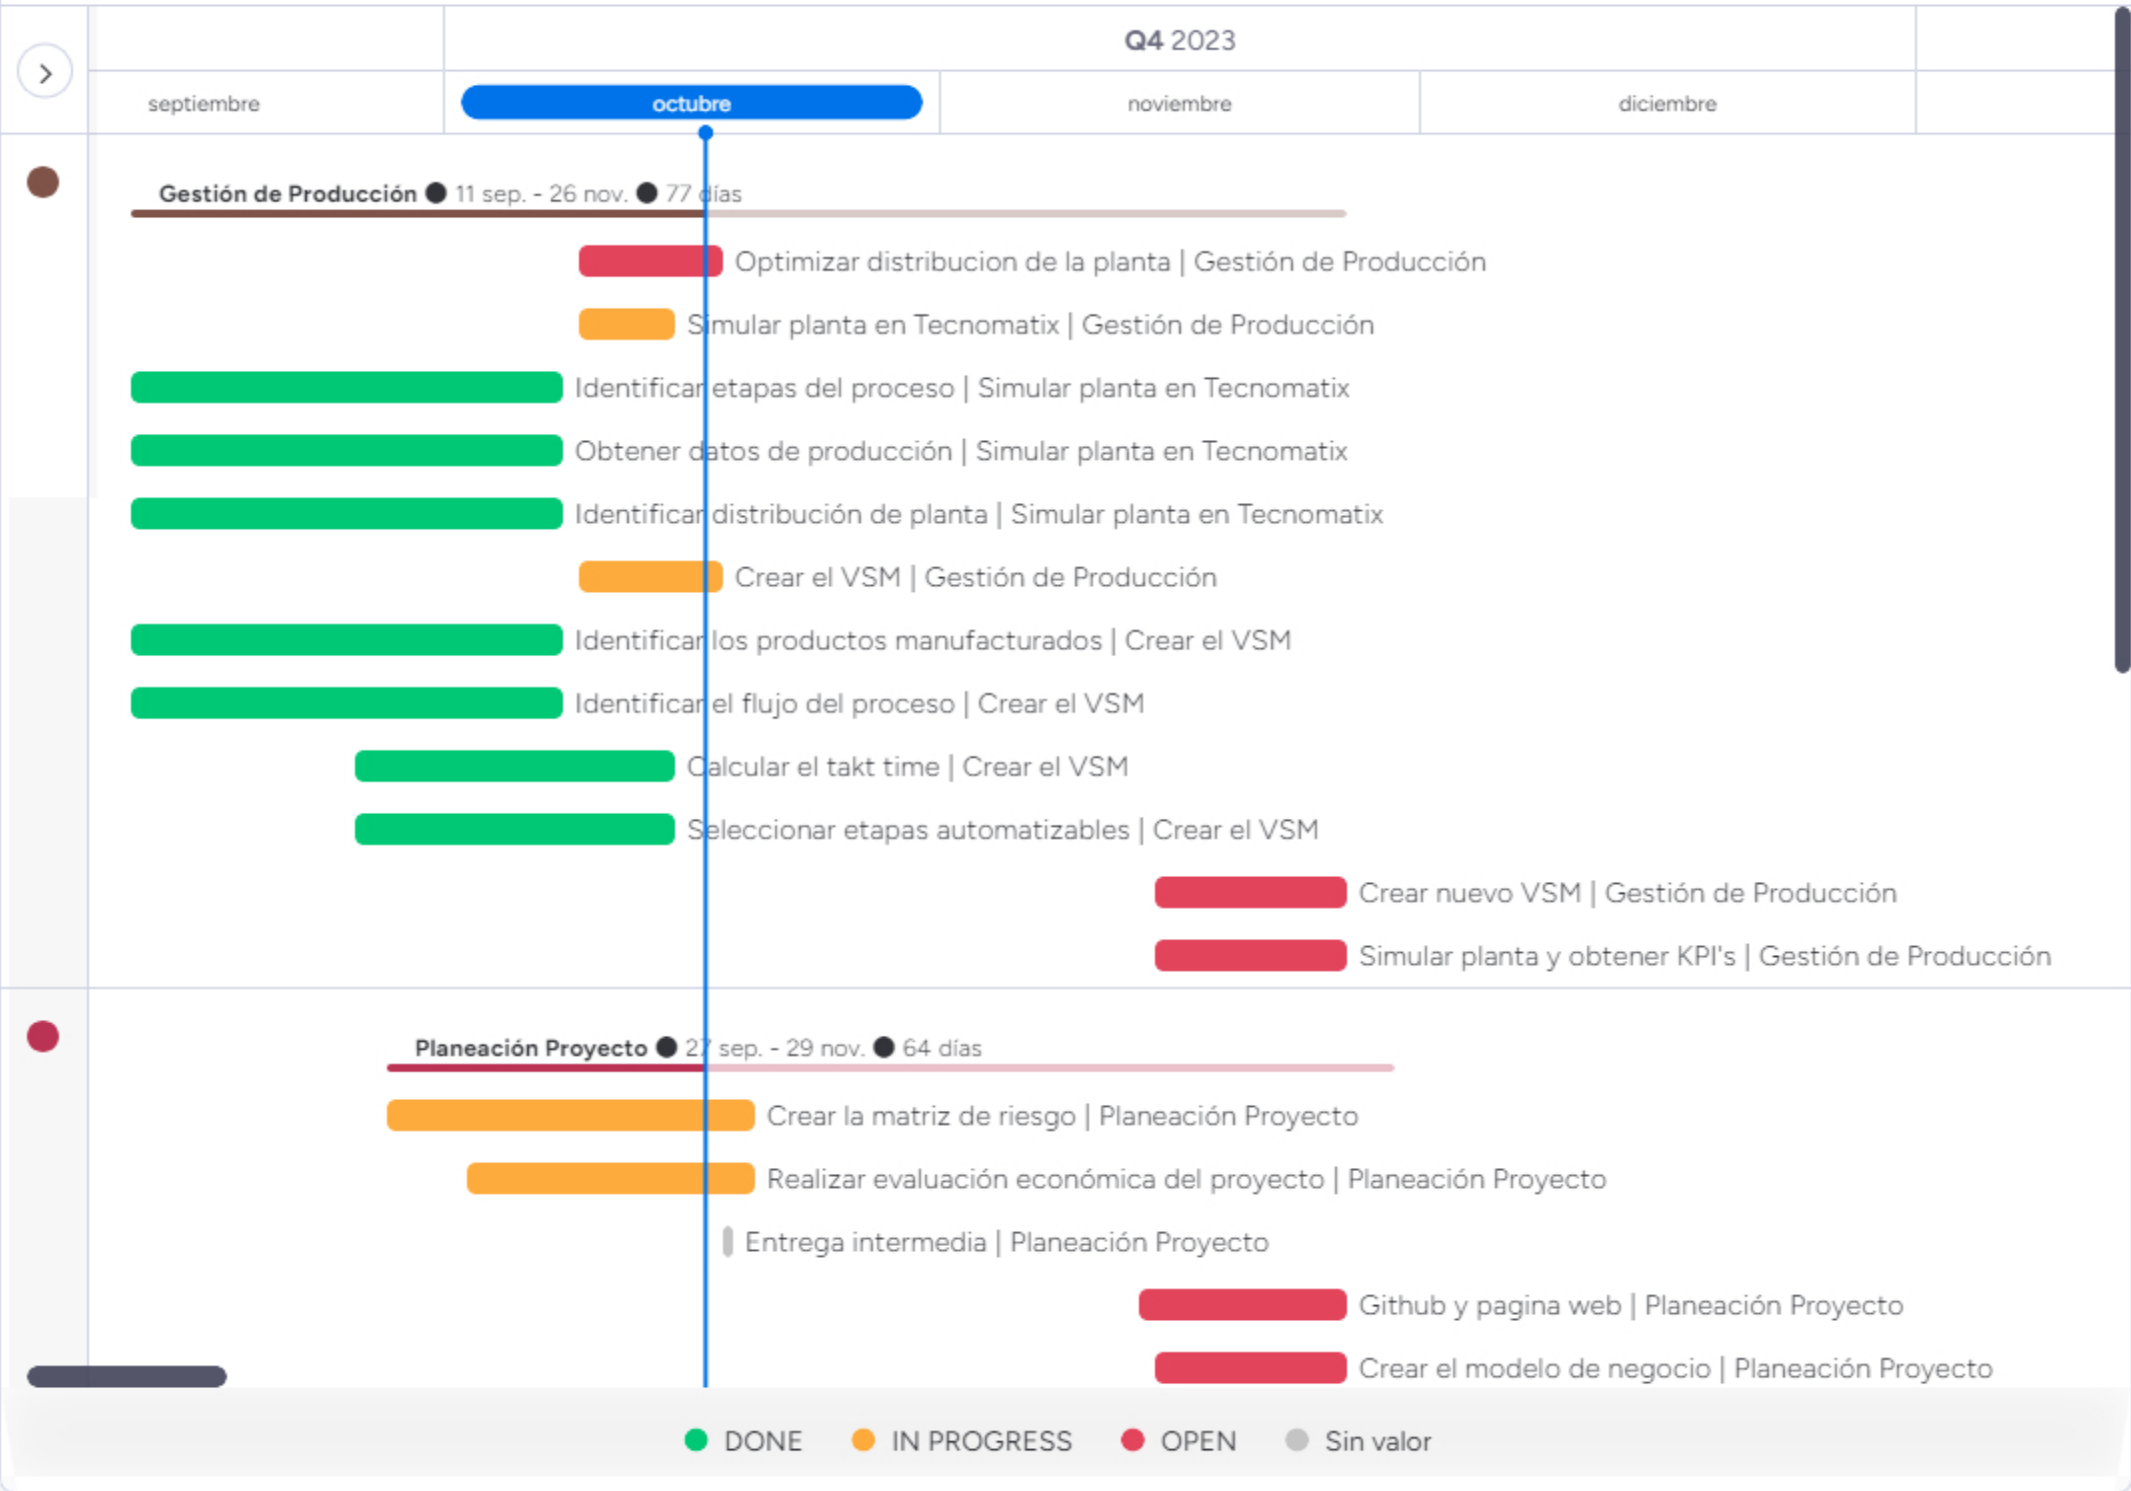 Q4 2023
septiembre octubre noviembre diciembre
Gestión de Producción ● 11 sep. - 26 nov. ● 77 días
Optimizar distribucion de la planta | Gestión de Producción
Simular planta en Tecnomatix | Gestión de Producción
Identificar etapas del proceso | Simular planta en Tecnomatix
Obtener datos de producción | Simular planta en Tecnomatix
Identificar distribución de planta | Simular planta en Tecnomatix
Crear el VSM | Gestión de Producción
Identificar los productos manufacturados | Crear el VSM
Identificar el flujo del proceso | Crear el VSM
Calcular el takt time | Crear el VSM
Seleccionar etapas automatizables | Crear el VSM
Crear nuevo VSM | Gestión de Producción
Simular planta y obtener KPI's | Gestión de Producción
Planeación Proyecto ● 27 sep. - 29 nov. ● 64 días
Crear la matriz de riesgo | Planeación Proyecto
Realizar evaluación económica del proyecto | Planeación Proyecto
Entrega intermedia | Planeación Proyecto
Github y pagina web | Planeación Proyecto
Crear el modelo de negocio | Planeación Proyecto
DONE IN PROGRESS OPEN Sin valor